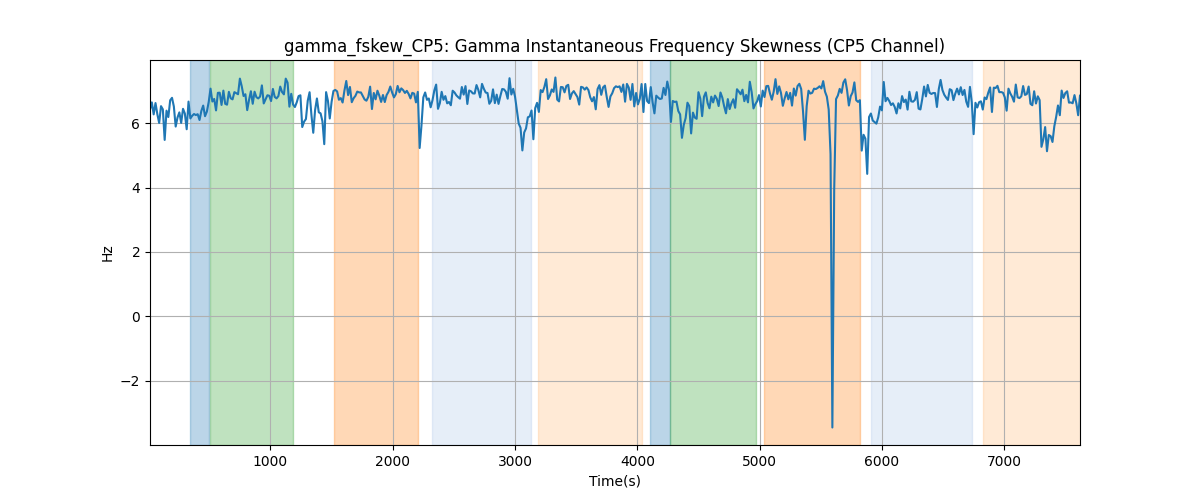 gamma_fskew_CP5: Gamma Instantaneous Frequency Skewness (CP5 Channel)
Hz
6
4
2
0
−2
1000 2000 3000 4000 5000 6000 7000
Time(s)